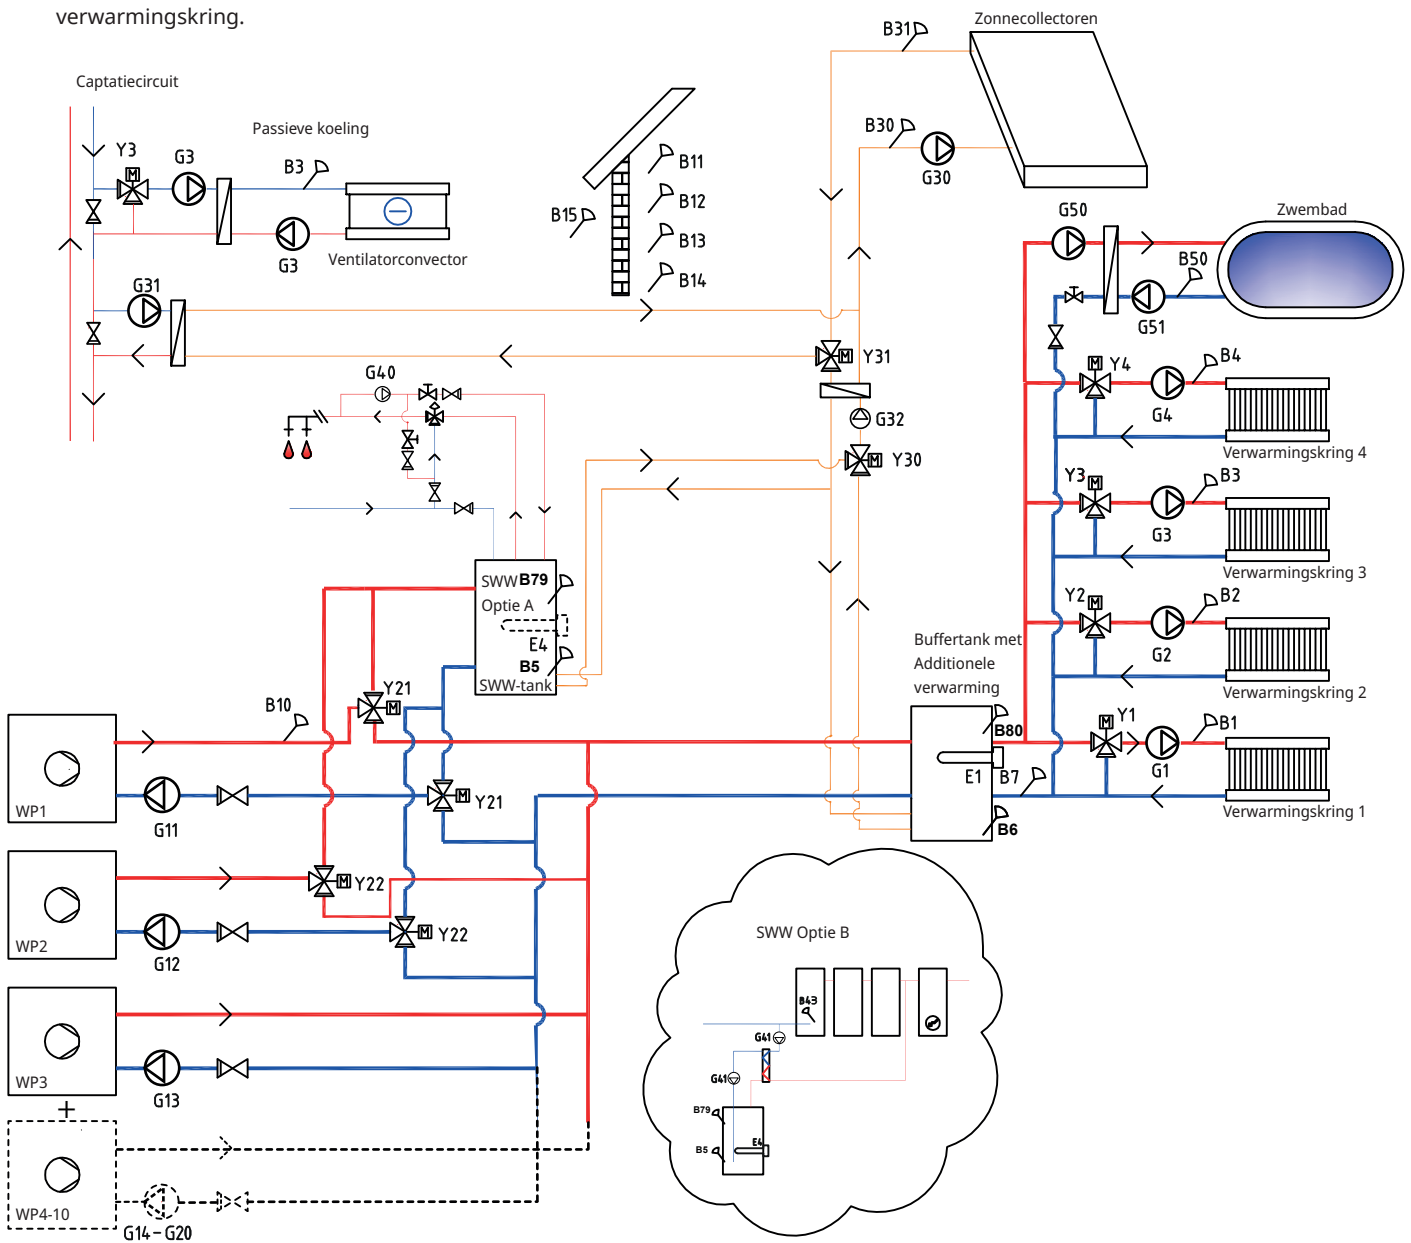 verwarmingskring.
Zonnecollectoren
B31
Captatiecircuit
Passieve koeling
Y3
M
G3
B3
B30
G30
B11
B12
B15
B13
B14
G3
Ventilatorconvector
G31
G50
Zwembad
B50
G51
M
Y31
G40
G32
M
Y30
M
Y4
B4
G4
Verwarmingskring 4
Y3
M
B3
G3
Verwarmingskring 3
Y2
M
B2
G2
Verwarmingskring 2
SWW B79
Optie A
E4
B5
SWW-tank
Buffertank met
Additionele
verwarming
B80
E1
B7
B6
M
Y1
B1
G1
Verwarmingskring 1
B10
Y21
M
WP1
G11
M
Y21
M
Y22
WP2
G12
M
Y22
WP3
G13
+
WP4-10
G14-G20
SWW Optie B
B43
G41
G41
B79
B5
E4